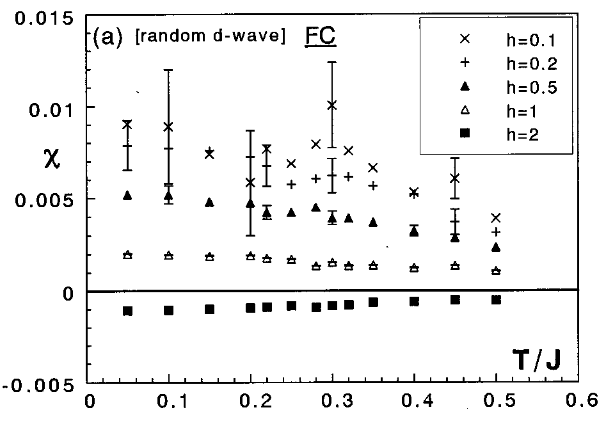 0.015
(a) [random d-wave] FC
× h=0.1
+ h=0.2
▲ h=0.5
△ h=1
■ h=2
0.01
χ
0.005
0
T/J
-0.005
0 0.1 0.2 0.3 0.4 0.5 0.6